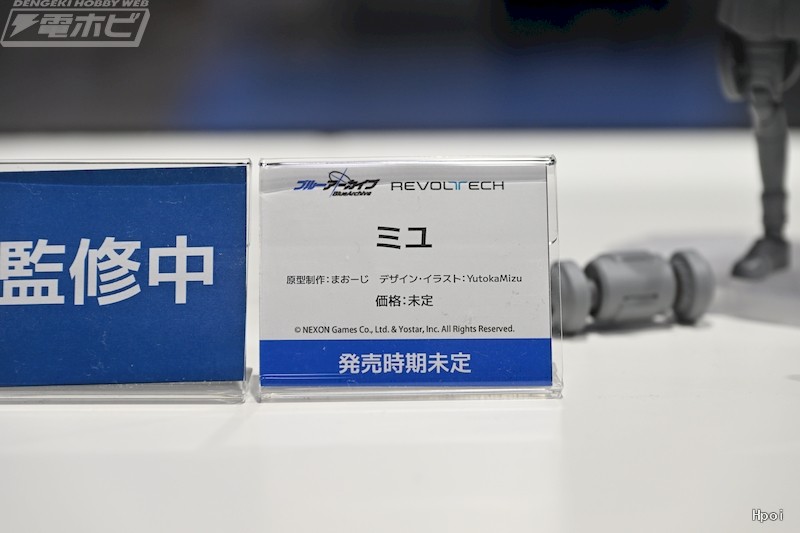 DENGEKI HOBBY WEB
電ホビ
監修中
ブルーアーカイブ
BlueArchive
REVOLTECH
ミユ
原型制作：まおーじ　デザイン・イラスト：YutokaMizu
価格：未定
© NEXON Games Co., Ltd. & Yostar, Inc. All Rights Reserved.
発売時期未定
Hpoi